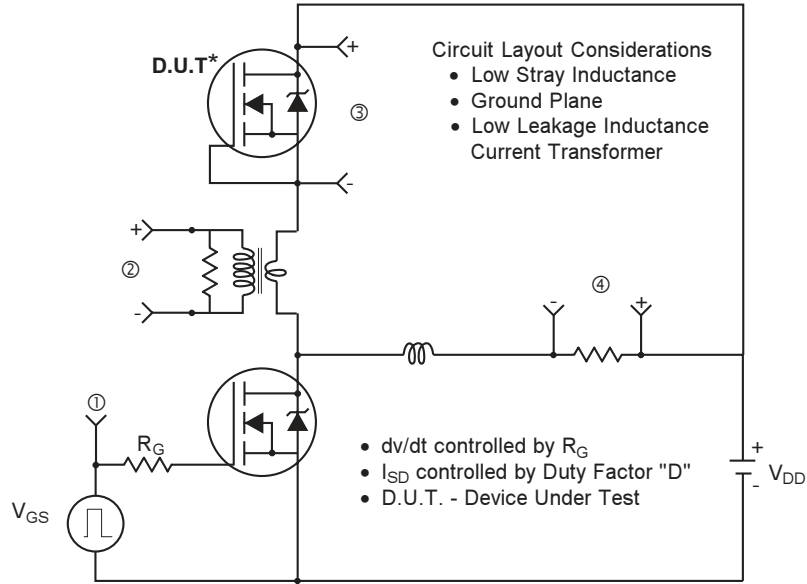 D.U.T*
+
Circuit Layout Considerations
• Low Stray Inductance
• Ground Plane
• Low Leakage Inductance
Current Transformer
③
-
+
②
-
④
-
+
①
R_G
V_GS
• dv/dt controlled by R_G
• I_SD controlled by Duty Factor "D"
• D.U.T. - Device Under Test
+
-
V_DD